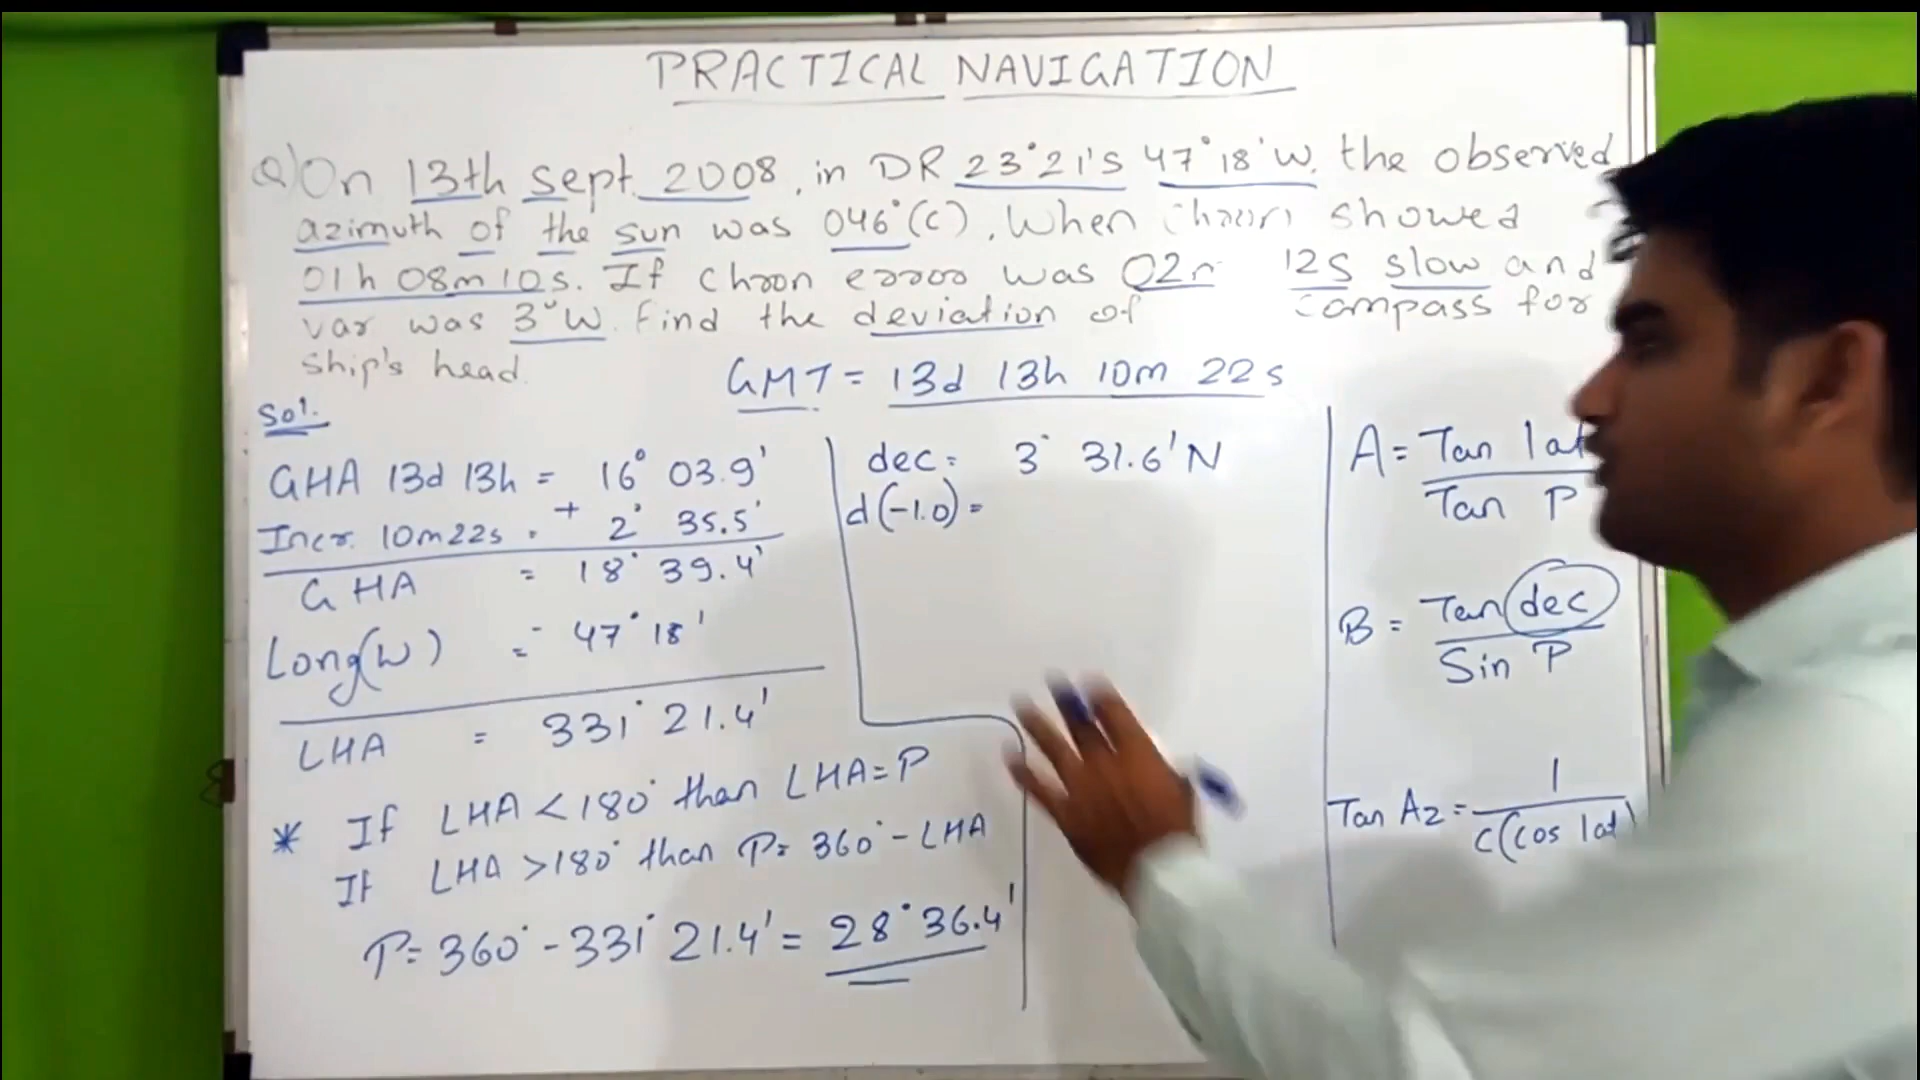 PRACTICAL NAVIGATION
Q) On 13th sept. 2008, in DR 23°21'S 47°18'W, the observed
azimuth of the sun was 046°(C), When showed
01h 08m 10s. If chron error was 02m 12s slow and
var was 3°W. Find the deviation of compass for
ship's head.
GMT = 13d 13h 10m 22s
Sol.
GHA 13d 13h = 16° 03.9'
Incr. 10m22s = + 2° 35.5'
GHA = 18° 39.4'
Long(W) = - 47° 18'
LHA = 331° 21.4'
* If LHA < 180° than LHA = P
If LHA > 180° than P = 360° - LHA
P = 360° - 331° 21.4' = 28° 36.4'
dec = 3° 31.6' N
d(-1.0) =
A = Tan lat
Tan P
B = Tan dec
Sin P
Tan Az = 1
C(cos lat)